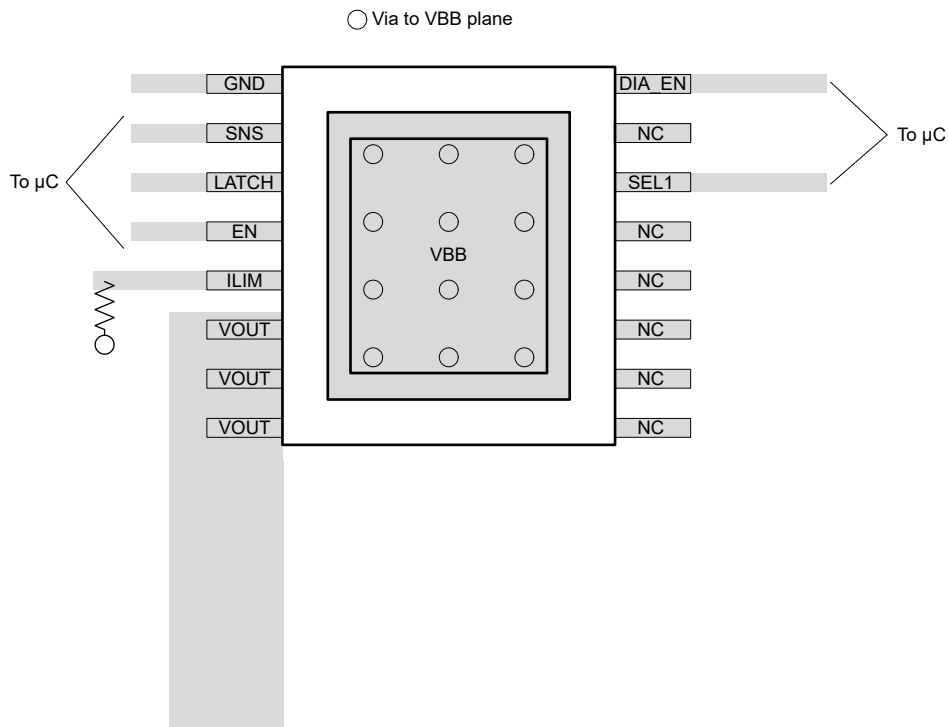 Via to VBB plane
GND
SNS
LATCH
EN
ILIM
VOUT
VOUT
VOUT
To µC
VBB
DIA_EN
NC
SEL1
NC
NC
NC
NC
NC
To µC